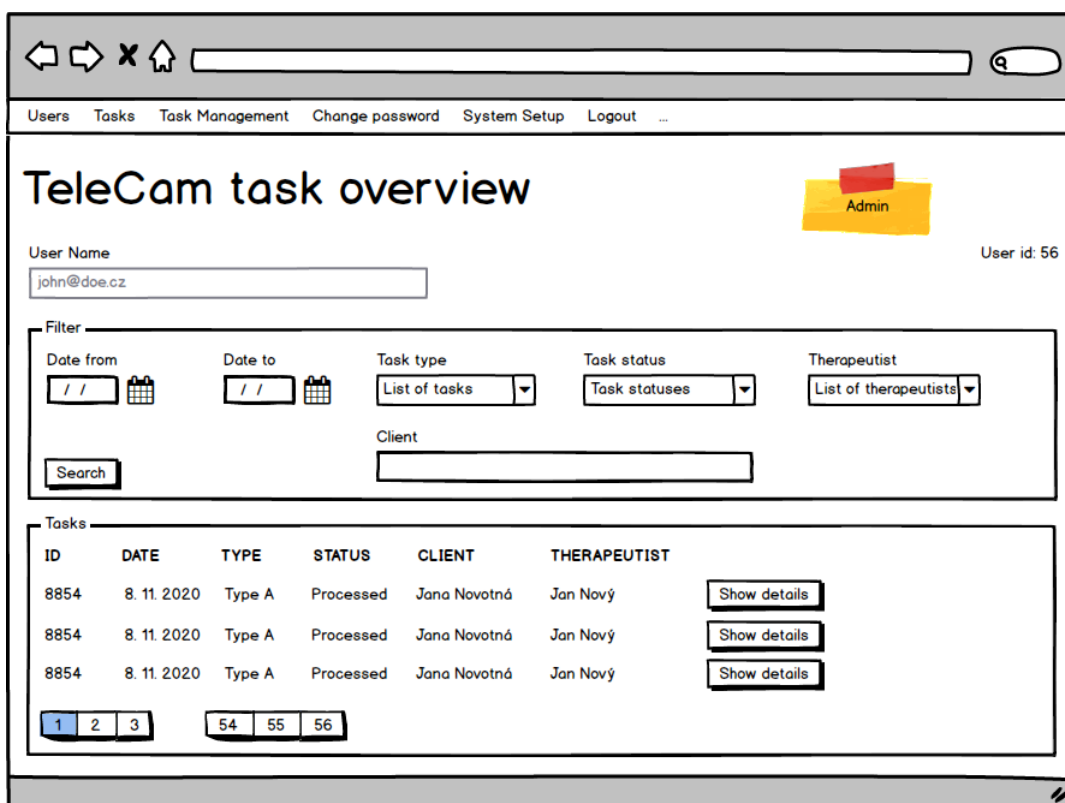 Users Tasks Task Management Change password System Setup Logout ...
TeleCam task overview
Admin
User Name
User id: 56
john@doe.cz
Filter
Date from Date to Task type Task status Therapeutist
/ / / / List of tasks Task statuses List of therapeutists
Client
Search
Tasks
ID DATE TYPE STATUS CLIENT THERAPEUTIST
8854 8. 11. 2020 Type A Processed Jana Novotná Jan Nový Show details
8854 8. 11. 2020 Type A Processed Jana Novotná Jan Nový Show details
8854 8. 11. 2020 Type A Processed Jana Novotná Jan Nový Show details
1 2 3 54 55 56